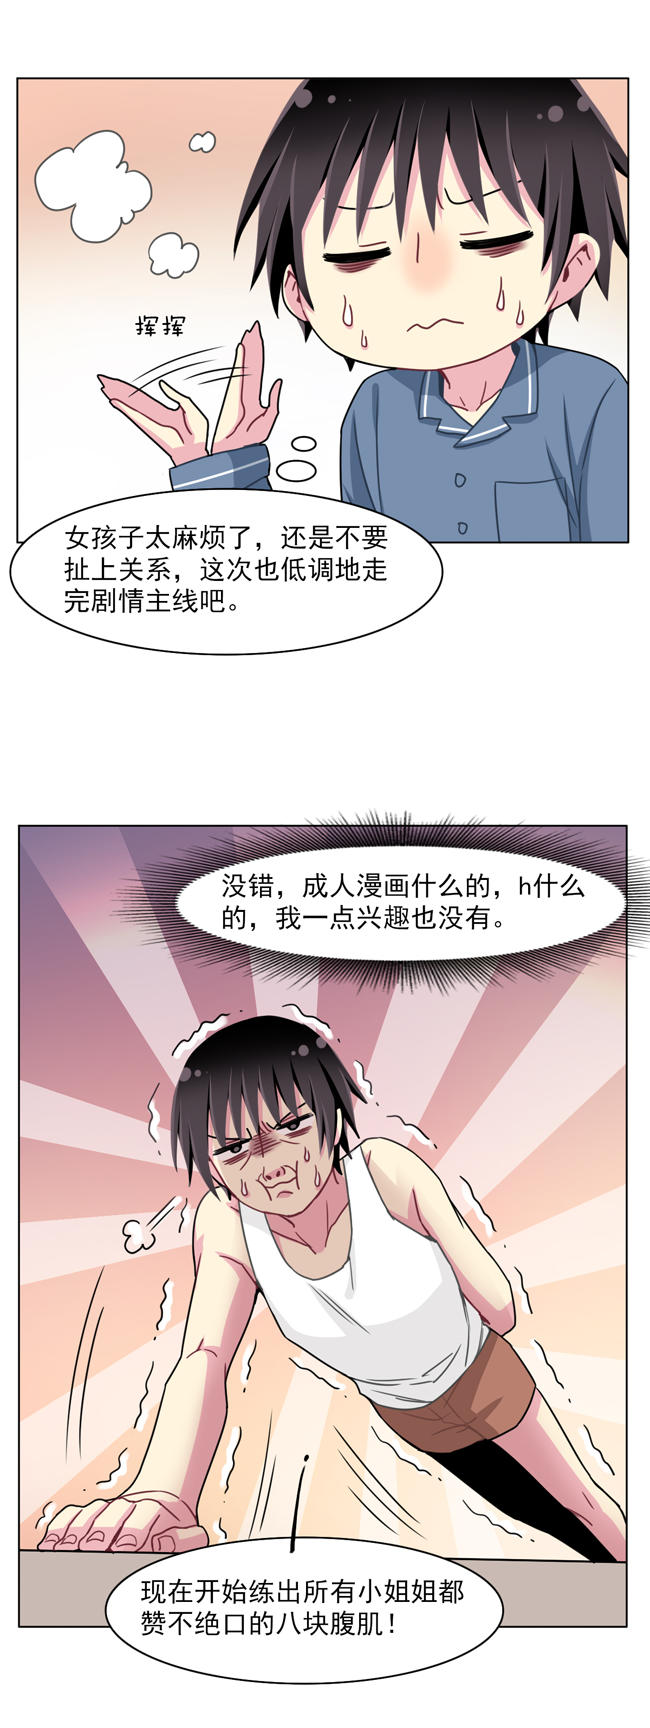 挥挥
女孩子太麻烦了，还是不要
扯上关系，这次也低调地走
完剧情主线吧。
没错，成人漫画什么的，h什么
的，我一点兴趣也没有。
现在开始练出所有小姐姐都
赞不绝口的八块腹肌！